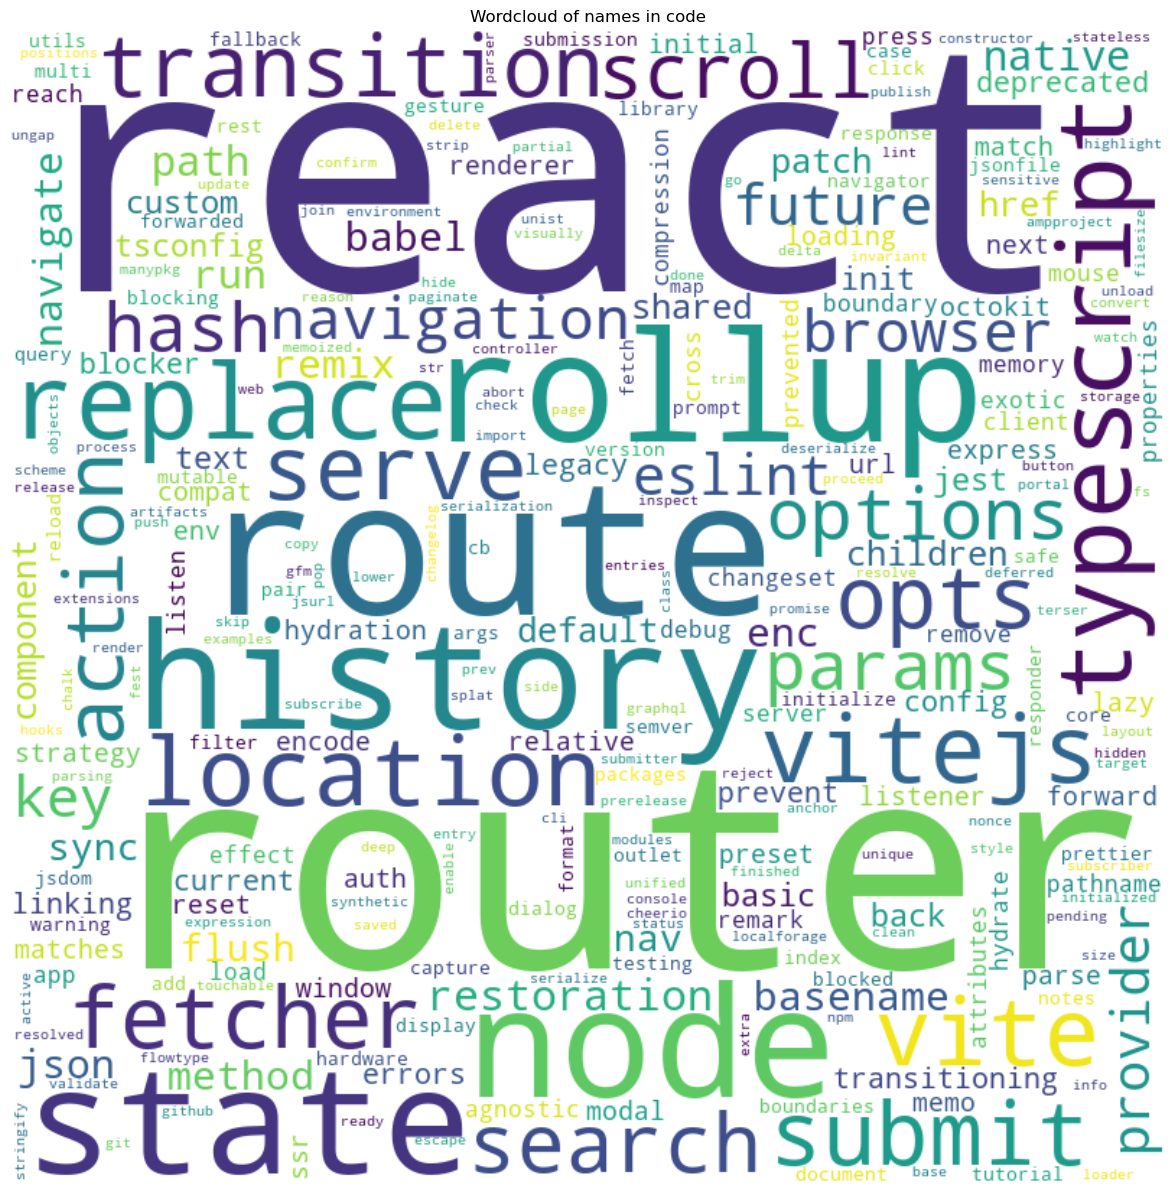 Wordcloud of names in code
utils
fallback
submission
initial
press
constructor
stateless
positions
transition
parser
scroll
case
native
multi
click
deprecated
reach
react
gesture
library
publish
typescript
ungap
rest
delete
response
match
highlight
strip
partial
lint
jsonfile
navigate
path
confirm
renderer
compression
patch
navigator
sensitive
update
go
href
custom
join
environment
unist
future
ampproject
forwarded
babel
visually
loading
next
filesize
tsconfig
delta
invariant
manypkg
run
hide
done
init
mouse
map
unload
blocking
reason
paginate
shared
boundary
octokit
convert
hash
navigation
prevented
browser
watch
properties
query
blocker
memoized
controller
fetch
cross
remix
str
memory
replace
rollup
trim
web
abort
storage
objects
check
page
prompt
exotic
client
import
process
text
serve
version
deserialize
express
scheme
legacy
eslint
url
button
mutable
release
compat
inspect
proceed
jest
portal
fs
action
reload
artifacts
serialization
options
push
env
route
changelog
copy
cb
children
safe
component
listen
gfm
pop
lower
entries
class
changeset
resolve
deferred
pair
jsurl
extensions
promise
opts
terser
skip
examples
hydration
args
default
debug
enc
remove
render
history
chalk
fest
prev
side
params
responder
splat
initialize
config
lazy
subscribe
graphql
hooks
semver
server
core
layout
strategy
filter
encode
relative
vitejs
hidden
submitter
target
parsing
location
packages
reject
key
prevent
anchor
listener
forward
prerelease
router
cli
nonce
sync
entry
format
modules
effect
deep
enable
outlet
preset
unique
style
prettier
finished
subscriber
jsdom
current
auth
unified
pathname
synthetic
console
basic
linking
reset
dialog
cheerio
back
initialized
provider
warning
expression
saved
status
remark
attributes
hydrate
pending
nav
localforage
clean
matches
flush
index
size
app
load
capture
testing
blocked
parse
active
add
touchable
window
serialize
restoration
basename
notes
fetcher
node
vite
resolved
display
extra
npm
json
flowtype
hardware
validate
method
errors
transitioning
info
state
github
agnostic
modal
boundaries
memo
stringify
ready
submit
git
ssr
escape
search
document
base
tutorial
loader